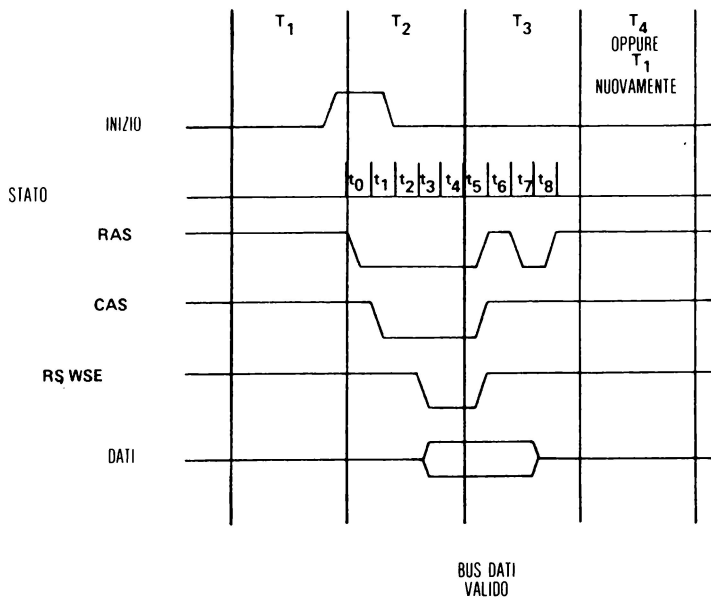 T1 T2 T3 T4
OPPURE
T1
NUOVAMENTE
INIZIO
STATO t0 t1 t2 t3 t4 t5 t6 t7 t8
RAS
CAS
RS, WSE
DATI
BUS DATI
VALIDO